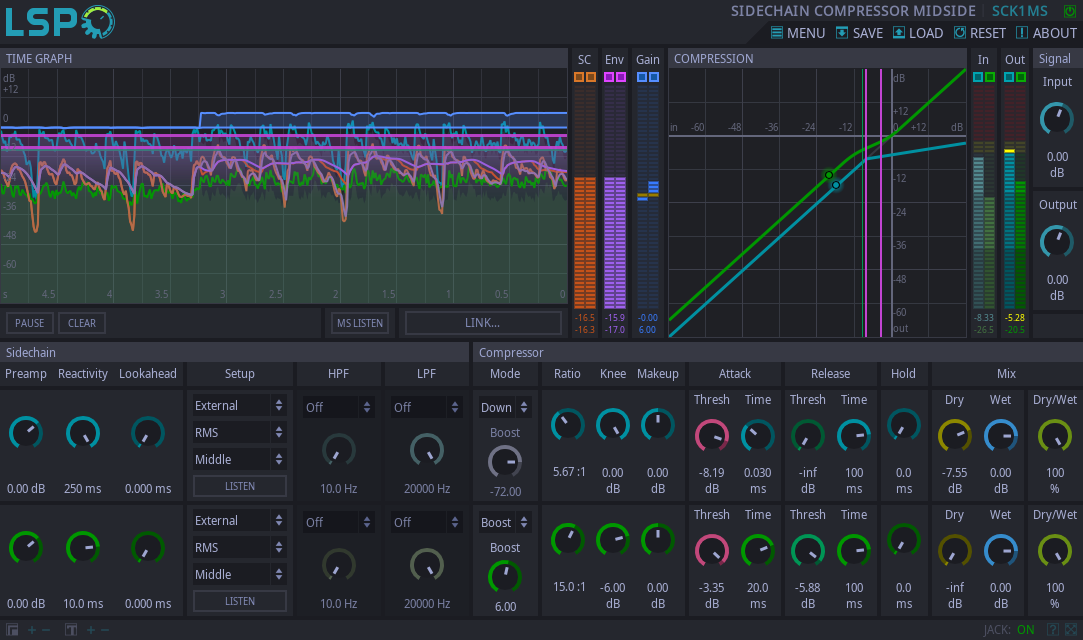 LSP
SIDECHAIN COMPRESSOR MIDSIDE SCK1MS
MENU SAVE LOAD RESET ABOUT
TIME GRAPH
SC Env Gain
COMPRESSION
In Out
Signal
dB
+12
0
-36
-48
-60
s 4.5 4 3.5 3 2.5 2 1.5 1 0.5 0
-16.5 -15.9 -0.00
-16.3 -17.0 6.00
dB
+12
in -60 -48 -36 -24 -12 0 +12 dB
-12
-24
-36
-48
-60
out
-8.33 -5.28
-26.5 -20.5
Input
0.00
dB
Output
0.00
dB
PAUSE CLEAR MS LISTEN LINK...
Sidechain
Compressor
Preamp Reactivity Lookahead Setup HPF LPF Mode Ratio Knee Makeup Attack Release Hold Mix
External Off Off Down Thresh Time Thresh Time Dry Wet Dry/Wet
RMS
Boost
Middle
5.67 :1 0.00 dB 0.00 dB -8.19 dB 0.030 ms -inf dB 100 ms 0.0 ms -7.55 dB 0.00 dB 100 %
0.00 dB 250 ms 0.000 ms LISTEN 10.0 Hz 20000 Hz -72.00
External Off Off Boost Thresh Time Thresh Time Dry Wet Dry/Wet
RMS
Boost
Middle
15.0 :1 -6.00 dB 0.00 dB -3.35 dB 20.0 ms -5.88 dB 100 ms 0.0 ms -inf dB 0.00 dB 100 %
0.00 dB 10.0 ms 0.000 ms LISTEN 10.0 Hz 20000 Hz 6.00
JACK: ON